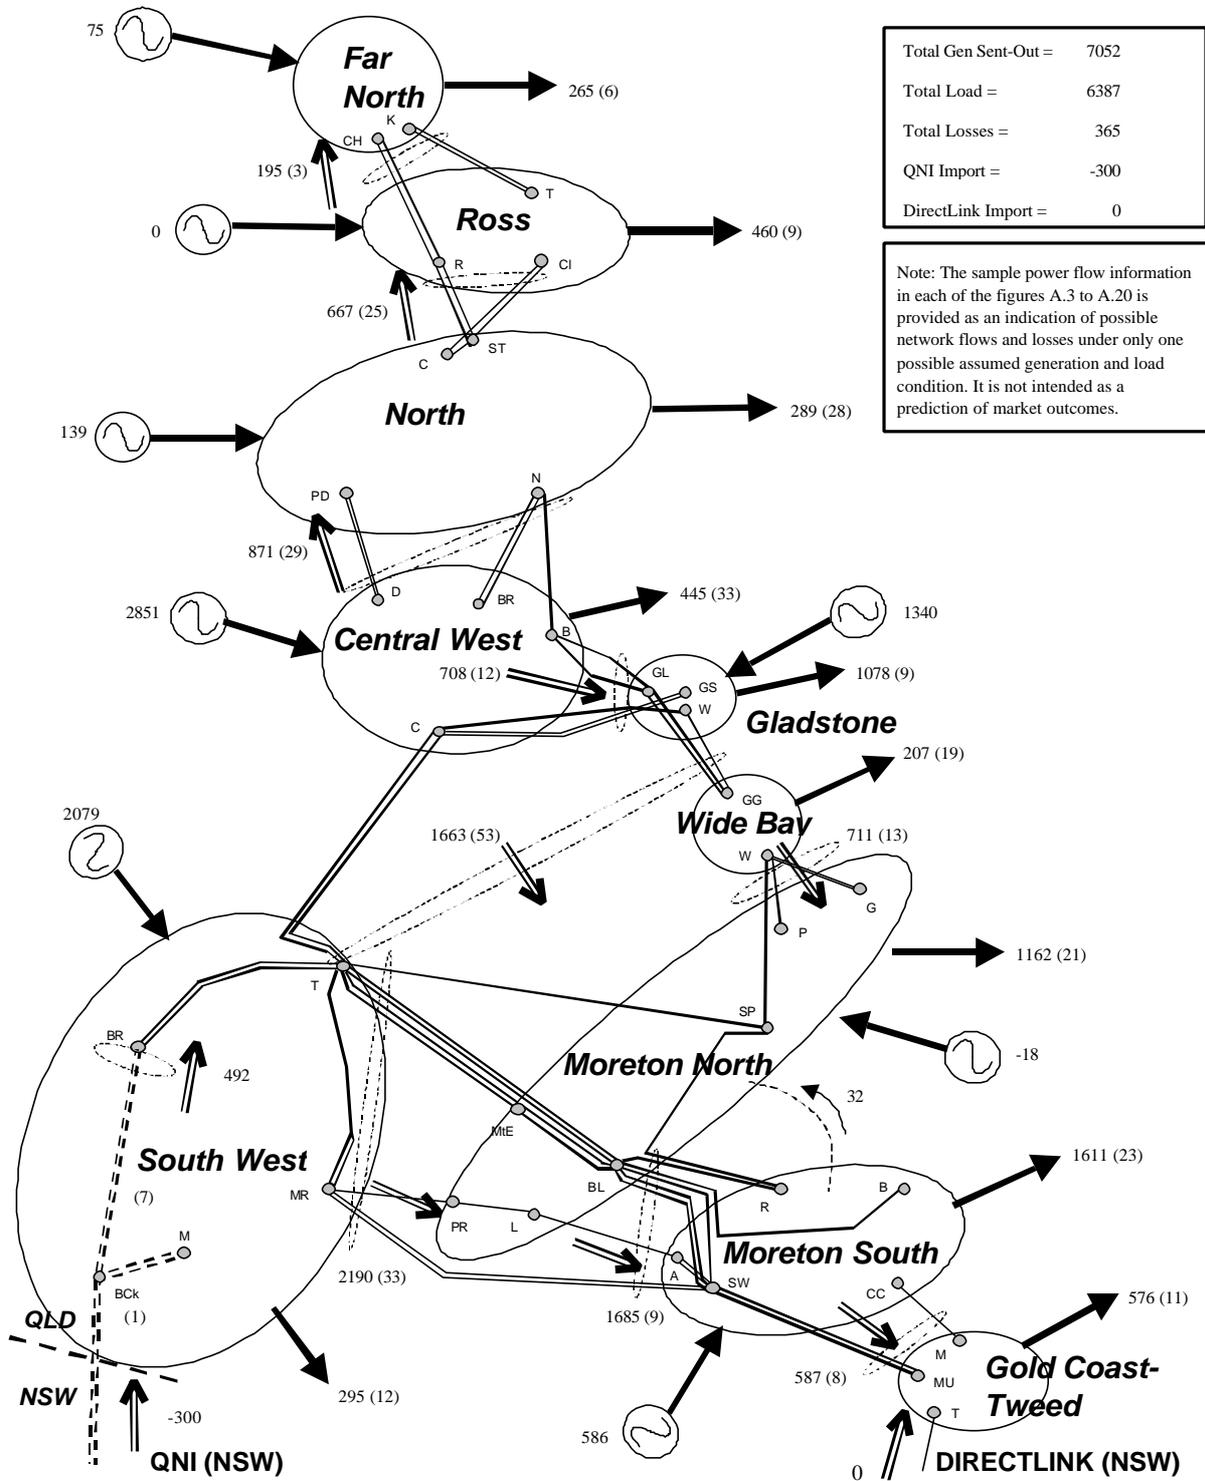 75
Far
North
K
CH
265 (6)
195 (3)
T
Total Gen Sent-Out = 7052
Total Load = 6387
Total Losses = 365
QNI Import = -300
DirectLink Import = 0
0
Ross
460 (9)
R
CI
667 (25)
ST
C
Note: The sample power flow information
in each of the figures A.3 to A.20 is
provided as an indication of possible
network flows and losses under only one
possible assumed generation and load
condition. It is not intended as a
prediction of market outcomes.
North
139
289 (28)
PD
N
871 (29)
D
BR
2851
445 (33)
1340
Central West
B
708 (12)
GL
GS
W
1078 (9)
C
Gladstone
207 (19)
2079
GG
Wide Bay
1663 (53)
711 (13)
W
G
P
1162 (21)
T
SP
BR
-18
Moreton North
492
32
MtE
South West
1611 (23)
BL
(7)
MR
R
B
PR
L
M
Moreton South
2190 (33)
A
SW
BCk
(1)
CC
576 (11)
QLD
1685 (9)
M
587 (8)
MU
Gold Coast-
Tweed
NSW
295 (12)
T
-300
586
QNI (NSW)
0
DIRECTLINK (NSW)